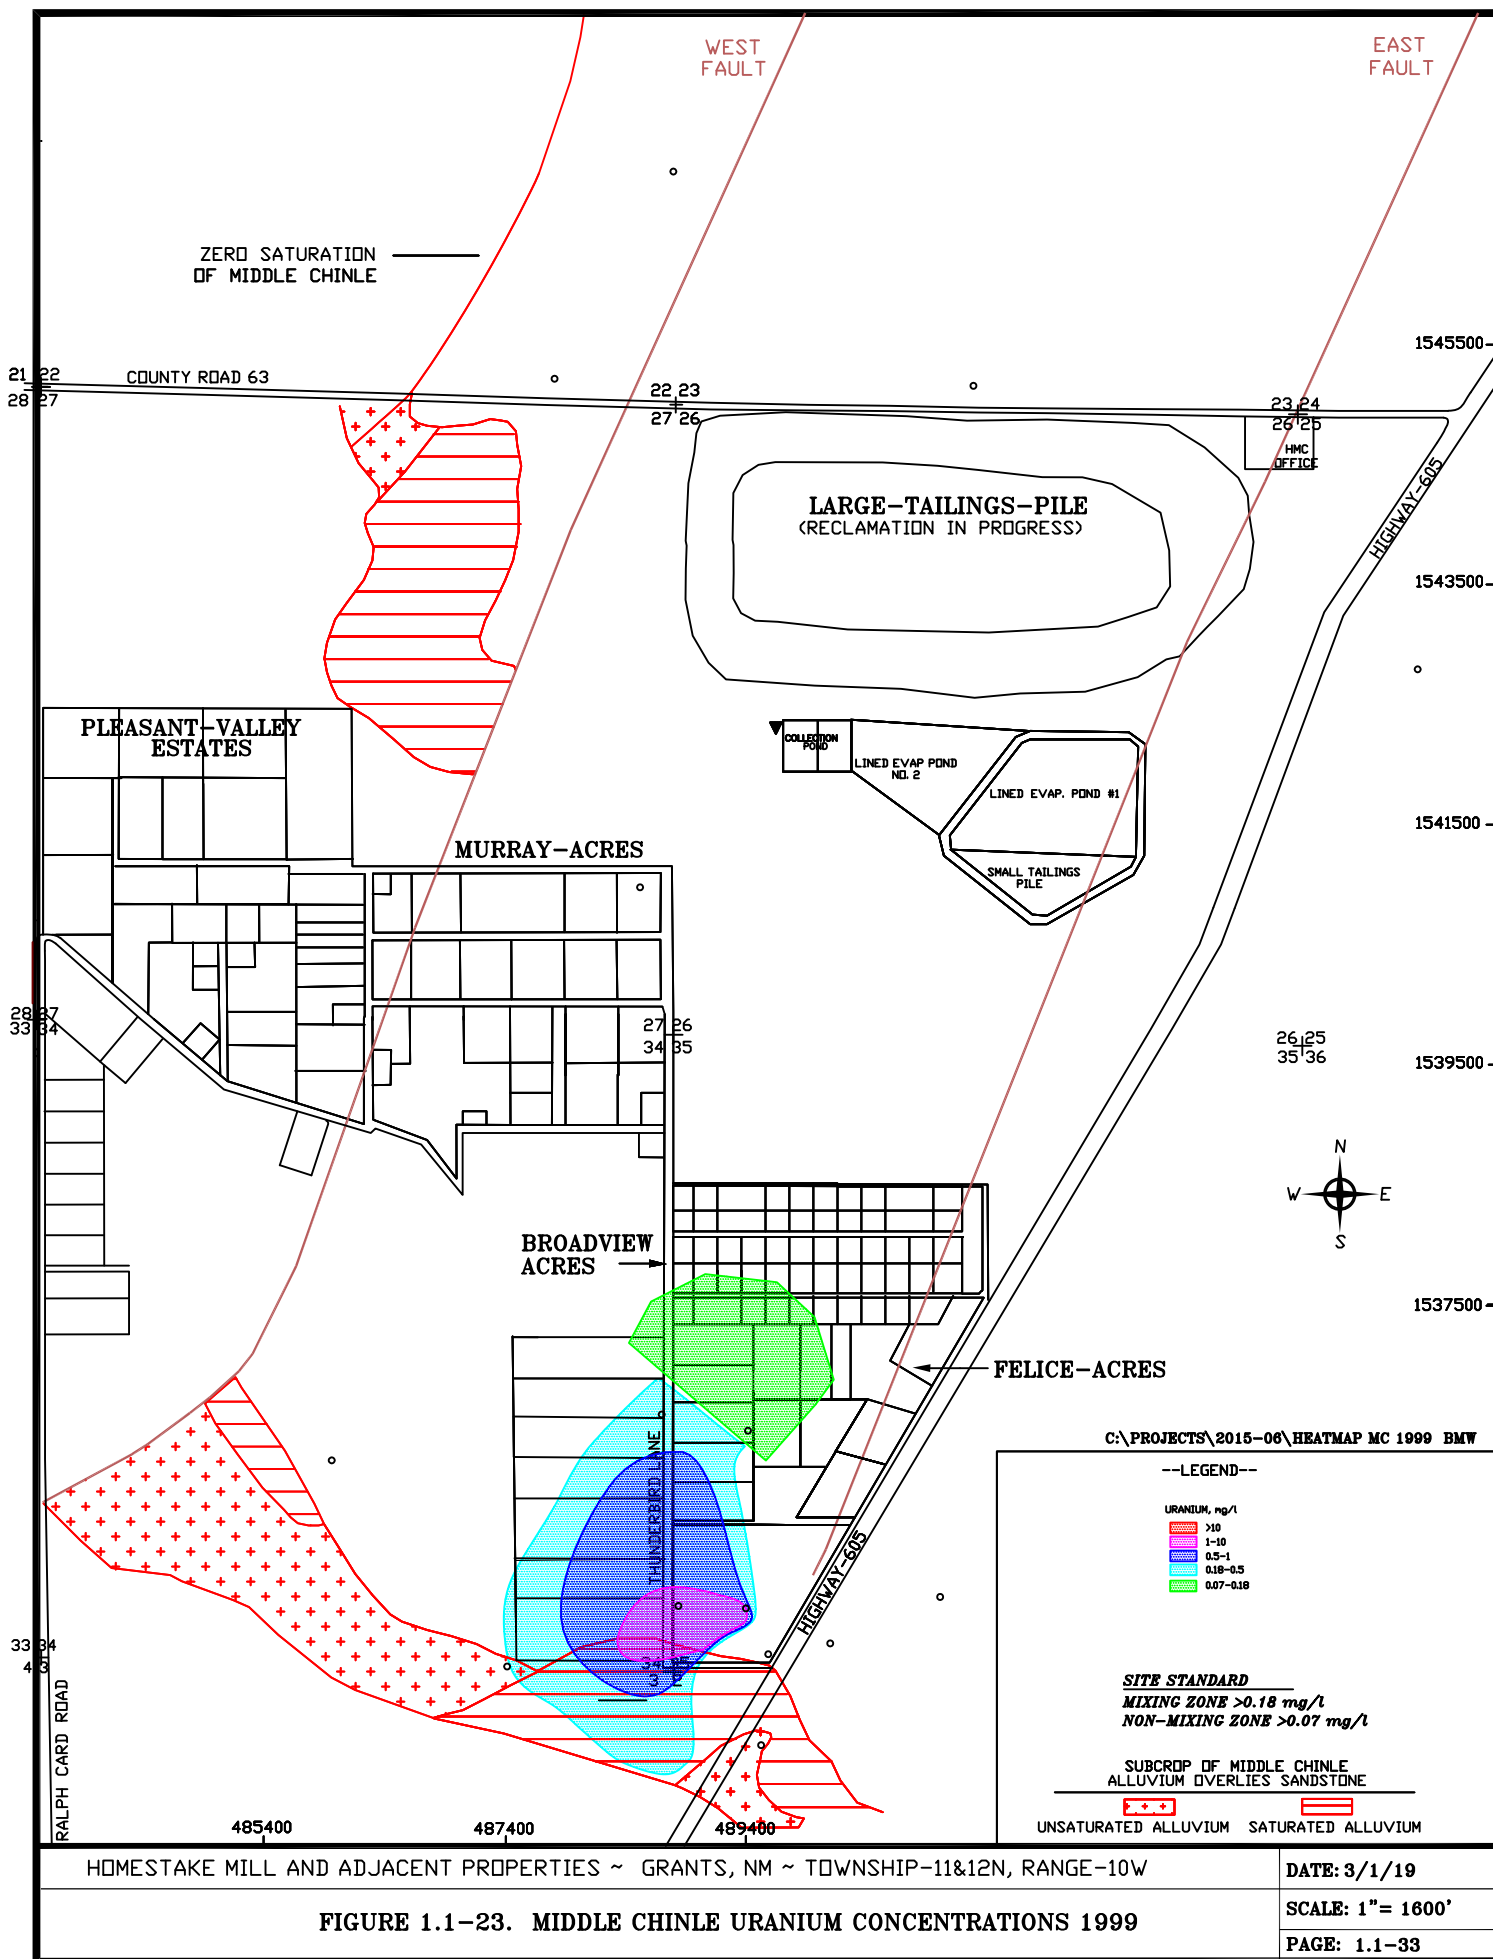 WEST
FAULT
EAST
FAULT
ZERO SATURATION
OF MIDDLE CHINLE
1545500
21 22
28 27
COUNTY ROAD 63
22 23
27 26
23 24
26 25
HMC
OFFICE
HIGHWAY-605
LARGE-TAILINGS-PILE
(RECLAMATION IN PROGRESS)
1543500
PLEASANT-VALLEY
ESTATES
COLLECTION
POND
LINED EVAP POND
NO. 2
LINED EVAP. POND #1
SMALL TAILINGS
PILE
1541500
MURRAY-ACRES
28 27
33 34
27 26
34 35
26 25
35 36
1539500
N
W E
S
BROADVIEW
ACRES
1537500
FELICE-ACRES
THUNDERBIRD LANE
HIGHWAY-605
C:\PROJECTS\2015-06\HEATMAP MC 1999 BMW
--LEGEND--
URANIUM, mg/l
>10
1-10
0.5-1
0.18-0.5
0.07-0.18
33 34
4 3
RALPH CARD ROAD
SITE STANDARD
MIXING ZONE >0.18 mg/l
NON-MIXING ZONE >0.07 mg/l
SUBCROP OF MIDDLE CHINLE
ALLUVIUM OVERLIES SANDSTONE
UNSATURATED ALLUVIUM SATURATED ALLUVIUM
485400 487400 489400
HOMESTAKE MILL AND ADJACENT PROPERTIES ~ GRANTS, NM ~ TOWNSHIP-11&12N, RANGE-10W
DATE: 3/1/19
FIGURE 1.1-23. MIDDLE CHINLE URANIUM CONCENTRATIONS 1999
SCALE: 1"= 1600'
PAGE: 1.1-33